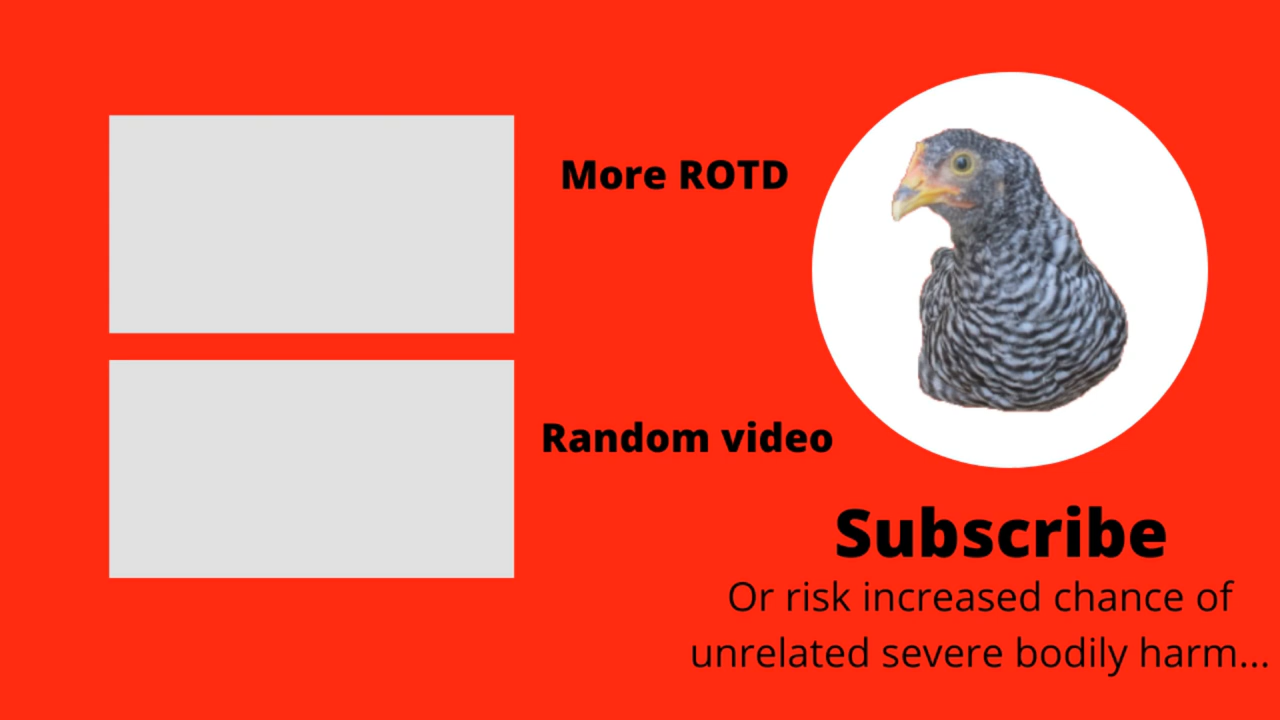 More ROTD
Random video
Subscribe
Or risk increased chance of
unrelated severe bodily harm...